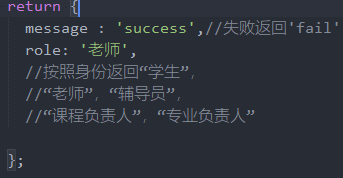 return {
message : 'success',//失败返回'fail'
role: '老师',
//按照身份返回“学生”，
//“老师”，“辅导员”，
//“课程负责人”，“专业负责人”
};